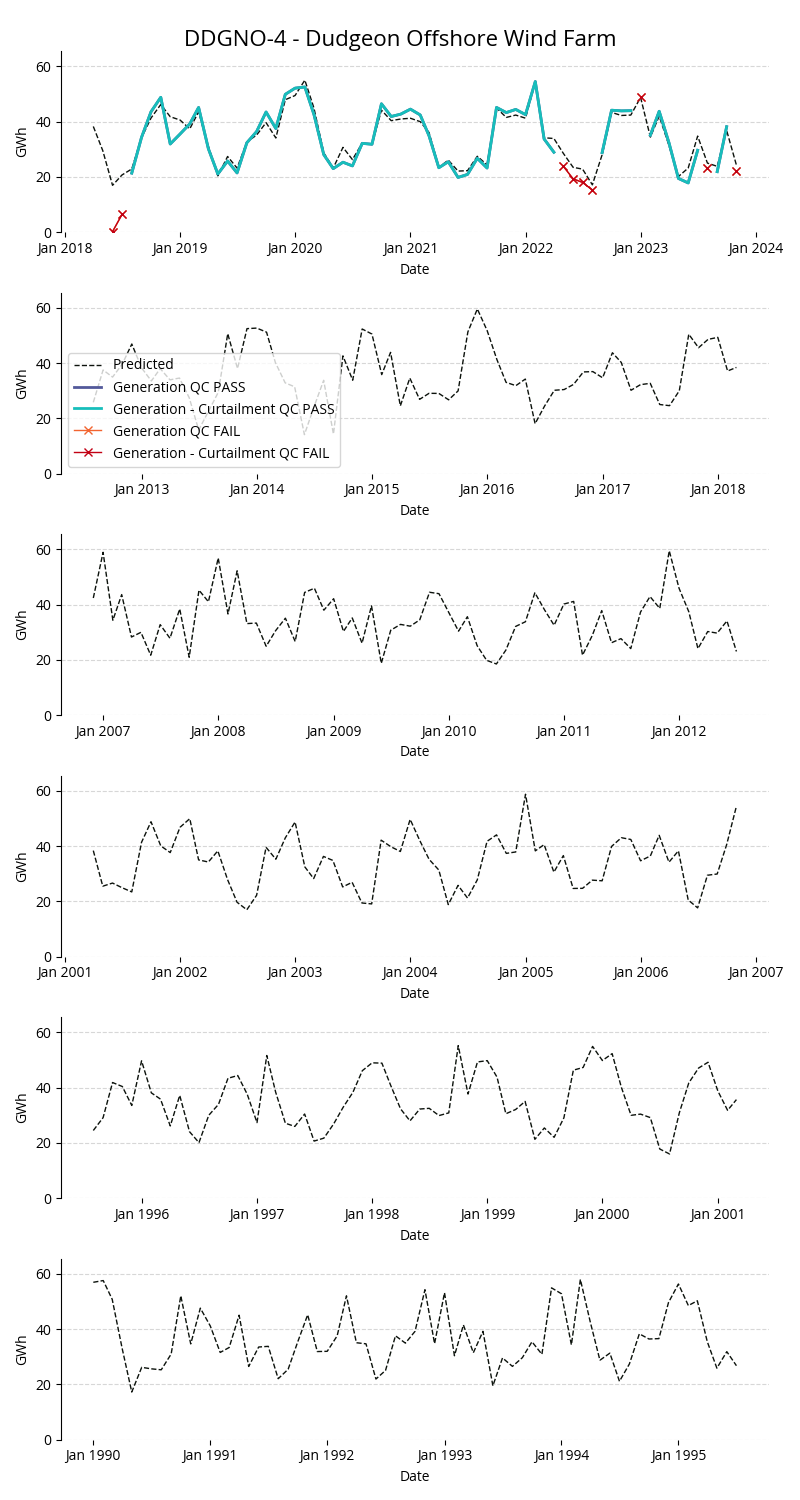 DDGNO-4 - Dudgeon Offshore Wind Farm
60
40
20
0
GWh
Jan 2018 Jan 2019 Jan 2020 Jan 2021 Jan 2022 Jan 2023 Jan 2024
Date
60
40
20
0
GWh
Predicted
Generation QC PASS
Generation - Curtailment QC PASS
Generation QC FAIL
Generation - Curtailment QC FAIL
Jan 2013 Jan 2014 Jan 2015 Jan 2016 Jan 2017 Jan 2018
Date
60
40
20
0
GWh
Jan 2007 Jan 2008 Jan 2009 Jan 2010 Jan 2011 Jan 2012
Date
60
40
20
0
GWh
Jan 2001 Jan 2002 Jan 2003 Jan 2004 Jan 2005 Jan 2006 Jan 2007
Date
60
40
20
0
GWh
Jan 1996 Jan 1997 Jan 1998 Jan 1999 Jan 2000 Jan 2001
Date
60
40
20
0
GWh
Jan 1990 Jan 1991 Jan 1992 Jan 1993 Jan 1994 Jan 1995
Date